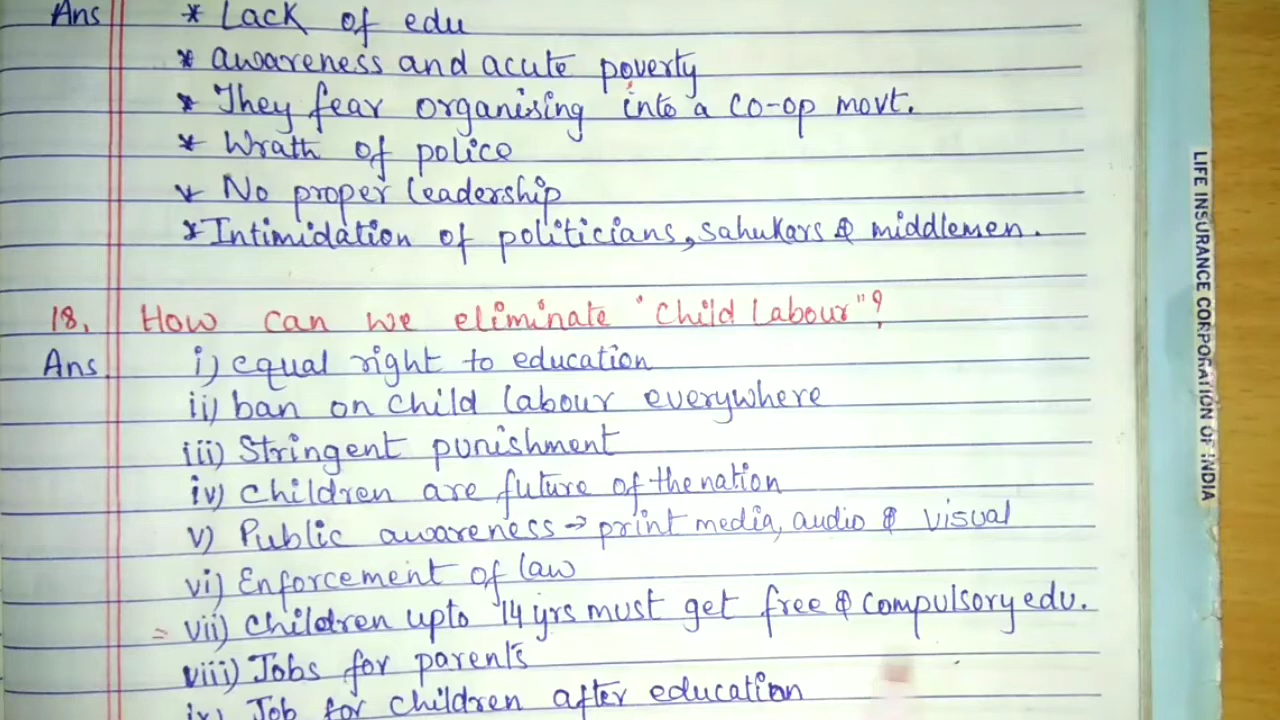 Ans * Lack of edu
* awareness and acute poverty
* They fear organising into a co-op movt.
* Wrath of police
* No proper leadership
* Intimidation of politicians, sahukars & middlemen.
18. How can we eliminate "Child Labour"?
Ans i) equal right to education
ii) ban on child labour everywhere
iii) Stringent punishment
iv) children are future of the nation
v) Public awareness → print media, audio & visual
vi) Enforcement of law
vii) children upto 14 yrs must get free & compulsory edu.
viii) Jobs for parents
ix) Job for children after education
LIFE INSURANCE CORPORATION OF INDIA